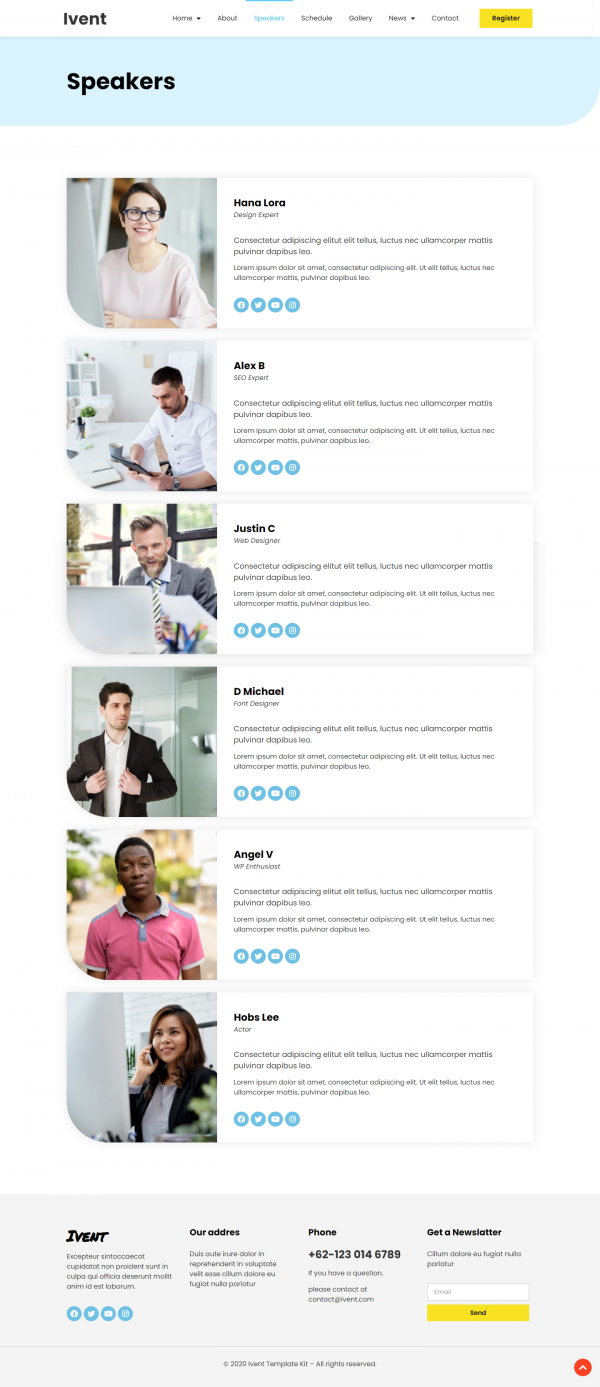 Ivent
Home
About
Speakers
Schedule
Gallery
News
Contact
Register
Speakers
Hana Lora
Design Expert
Consectetur adipiscing elitut elit tellus, luctus nec ullamcorper mattis
pulvinar dapibus leo.
Lorem ipsum dolor sit amet, consectetur adipiscing elit. Ut elit tellus, luctus nec
ullamcorper mattis, pulvinar dapibus leo.
Alex B
SEO Expert
Consectetur adipiscing elitut elit tellus, luctus nec ullamcorper mattis
pulvinar dapibus leo.
Lorem ipsum dolor sit amet, consectetur adipiscing elit. Ut elit tellus, luctus nec
ullamcorper mattis, pulvinar dapibus leo.
Justin C
Web Designer
Consectetur adipiscing elitut elit tellus, luctus nec ullamcorper mattis
pulvinar dapibus leo.
Lorem ipsum dolor sit amet, consectetur adipiscing elit. Ut elit tellus, luctus nec
ullamcorper mattis, pulvinar dapibus leo.
D Michael
Font Designer
Consectetur adipiscing elitut elit tellus, luctus nec ullamcorper mattis
pulvinar dapibus leo.
Lorem ipsum dolor sit amet, consectetur adipiscing elit. Ut elit tellus, luctus nec
ullamcorper mattis, pulvinar dapibus leo.
Angel V
WP Enthusiast
Consectetur adipiscing elitut elit tellus, luctus nec ullamcorper mattis
pulvinar dapibus leo.
Lorem ipsum dolor sit amet, consectetur adipiscing elit. Ut elit tellus, luctus nec
ullamcorper mattis, pulvinar dapibus leo.
Hobs Lee
Actor
Consectetur adipiscing elitut elit tellus, luctus nec ullamcorper mattis
pulvinar dapibus leo.
Lorem ipsum dolor sit amet, consectetur adipiscing elit. Ut elit tellus, luctus nec
ullamcorper mattis, pulvinar dapibus leo.
Ivent
Excepteur sintoccaecat
cupidatat non proident sunt in
culpa qui officia deserunt mollit
anim id est laborum.
Our addres
Duis aute irure dolor in
reprehenderit in voluptate
velit esse cillum dolore eu
fugiat nulla pariatur
Phone
+62-123 014 6789
If you have a question,
please contact at
contact@ivent.com
Get a Newslatter
Cillum dolore eu fugiat nulla
pariatur
Email
Send
© 2020 Ivent Template Kit – All rights reserved.